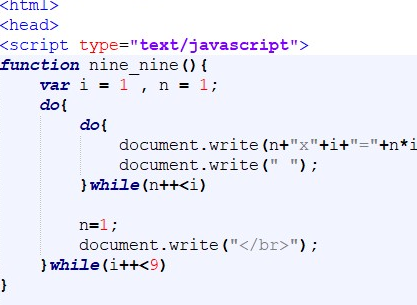 <html>
<head>
<script type="text/javascript">
function nine_nine(){
var i = 1 , n = 1;
do{
do{
document.write(n+"x"+i+"="+n*i
document.write(" ");
}while(n++<i)
n=1;
document.write("</br>");
}while(i++<9)
}